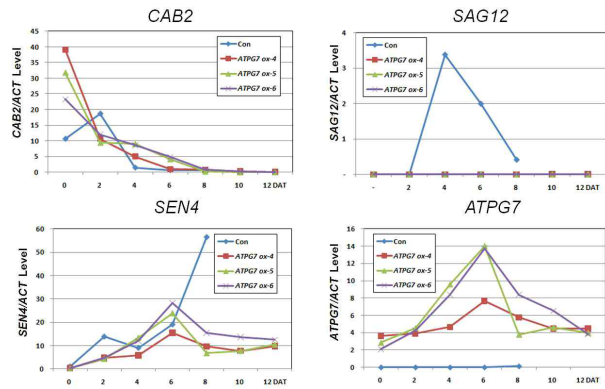 CAB2
CAB2/ACT Level
45
40
35
30
25
20
15
10
5
0
0 2 4 6 8 10 12 DAT
Con
ATPG7 ox-4
ATPG7 ox-5
ATPG7 ox-6
SAG12
SAG12/ACT Level
4
3
2
1
-
- 2 4 6 8 10 12 DAT
Con
ATPG7 ox-4
ATPG7 ox-5
ATPG7 ox-6
SEN4
SEN4/ACT Level
60
50
40
30
20
10
0
0 2 4 6 8 10 12 DAT
Con
ATPG7 ox-4
ATPG7 ox-5
ATPG7 ox-6
ATPG7
ATPG7/ACT Level
16
14
12
10
8
6
4
2
0
0 2 4 6 8 10 12 DAT
Con
ATPG7 ox-4
ATPG7 ox-5
ATPG7 ox-6